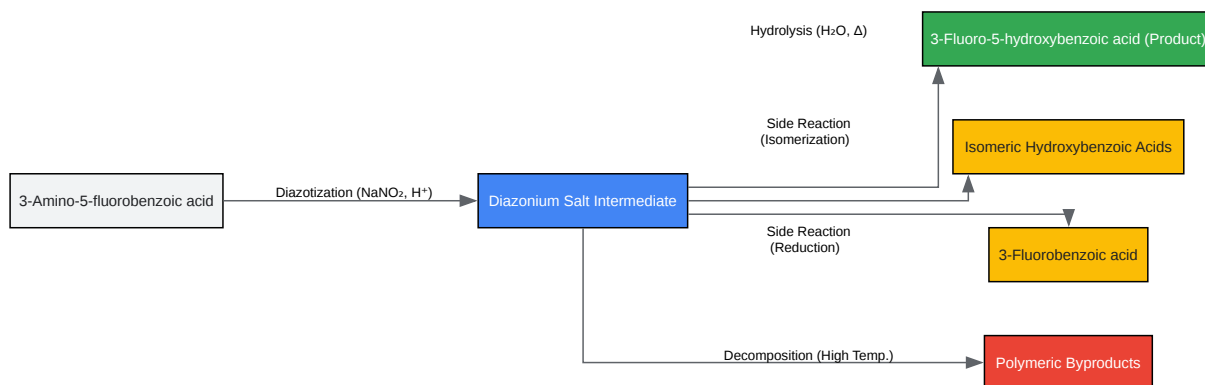 Hydrolysis (H₂O, Δ)
3-Fluoro-5-hydroxybenzoic acid (Product)
Side Reaction
(Isomerization)
Isomeric Hydroxybenzoic Acids
3-Amino-5-fluorobenzoic acid
Diazotization (NaNO₂, H⁺)
Diazonium Salt Intermediate
Side Reaction
(Reduction)
3-Fluorobenzoic acid
Decomposition (High Temp.)
Polymeric Byproducts